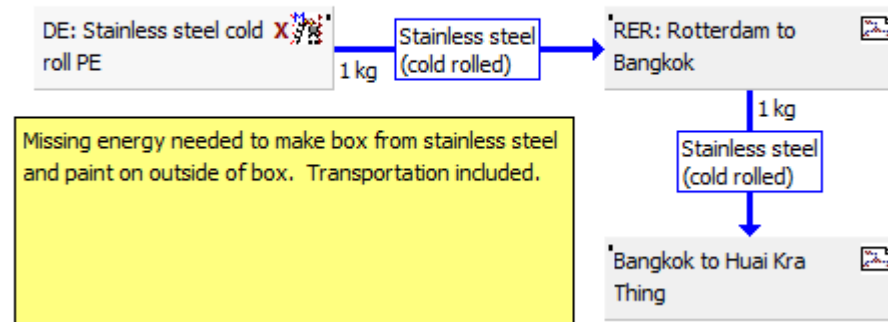 DE: Stainless steel cold X
roll PE
1 kg
Stainless steel
(cold rolled)
RER: Rotterdam to
Bangkok
1 kg
Stainless steel
(cold rolled)
Missing energy needed to make box from stainless steel
and paint on outside of box.  Transportation included.
Bangkok to Huai Kra
Thing